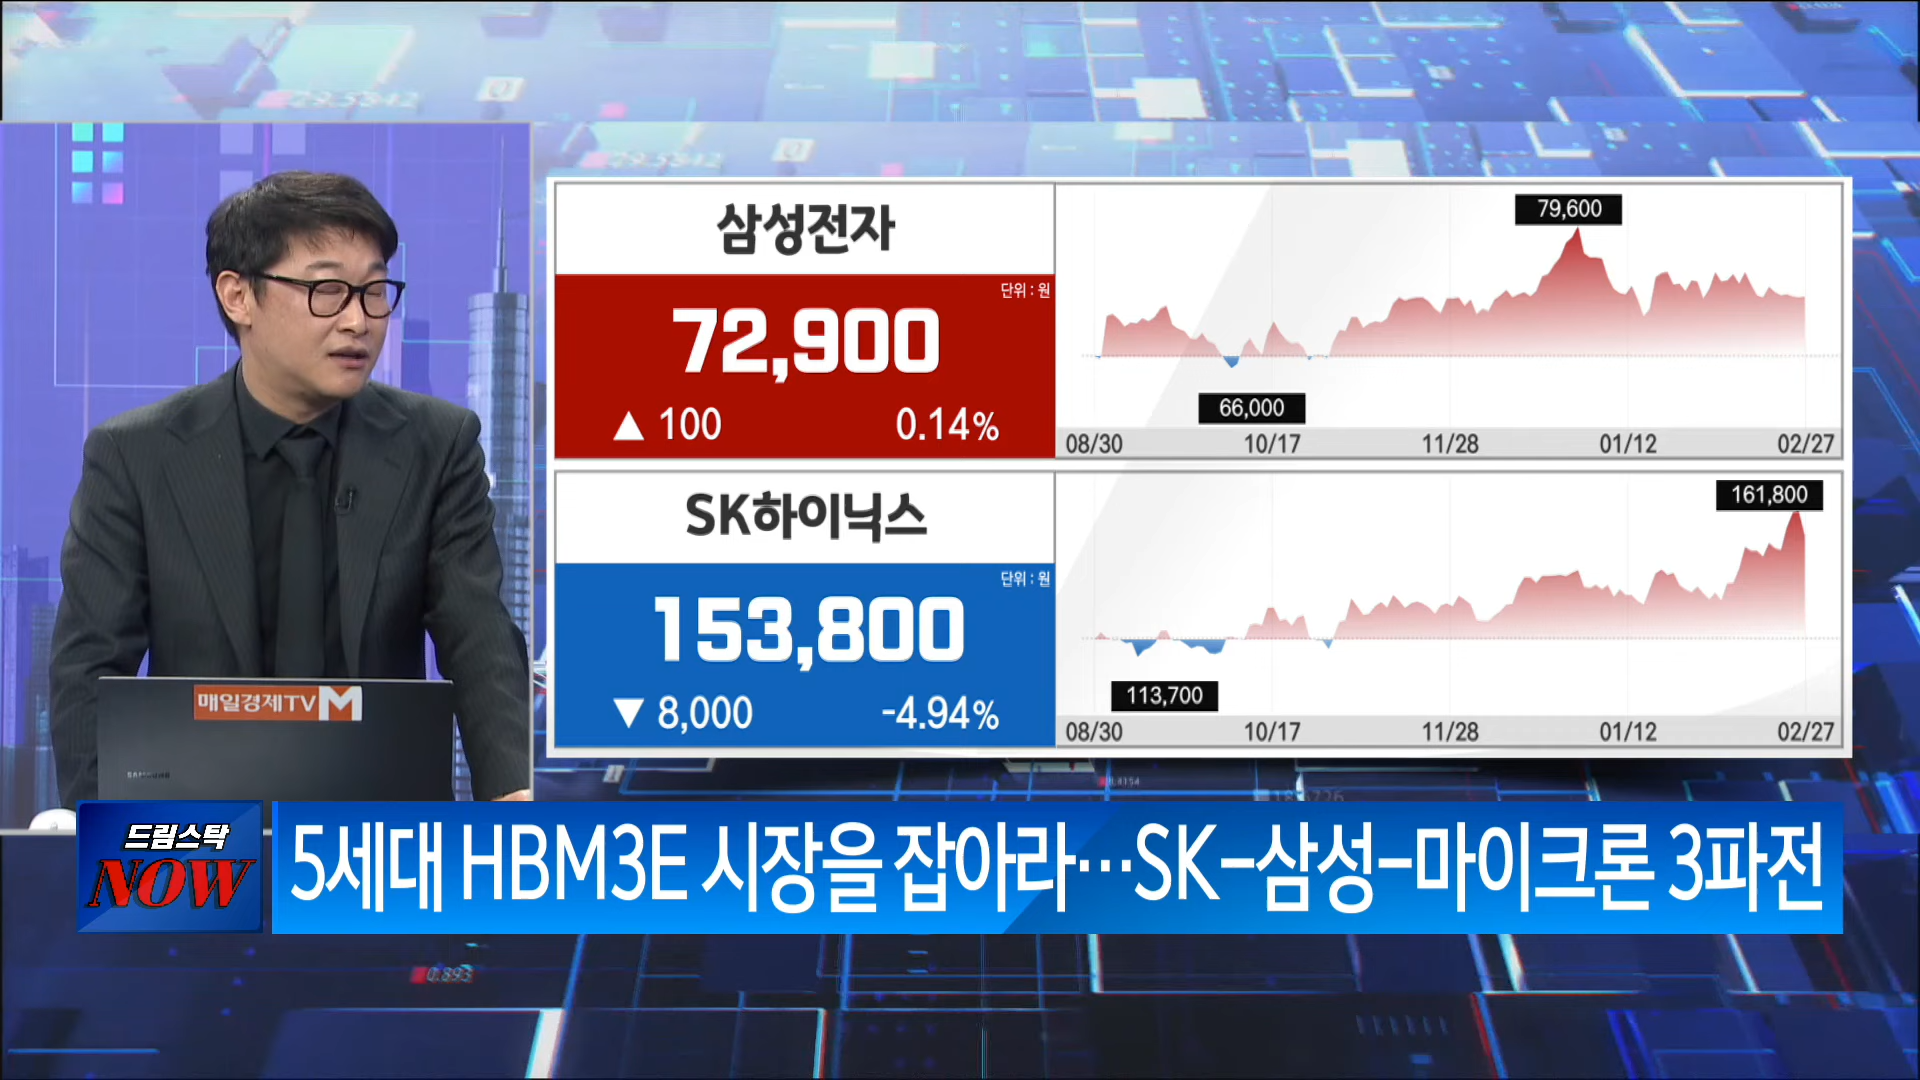 삼성전자
단위 : 원
72,900
▲ 100 0.14%
79,600
66,000
08/30 10/17 11/28 01/12 02/27
SK하이닉스
단위 : 원
153,800
▼ 8,000 -4.94%
161,800
113,700
08/30 10/17 11/28 01/12 02/27
매일경제TV M
SAMSUNG
드림스탁
NOW
5세대 HBM3E 시장을 잡아라…SK-삼성-마이크론 3파전
0.893